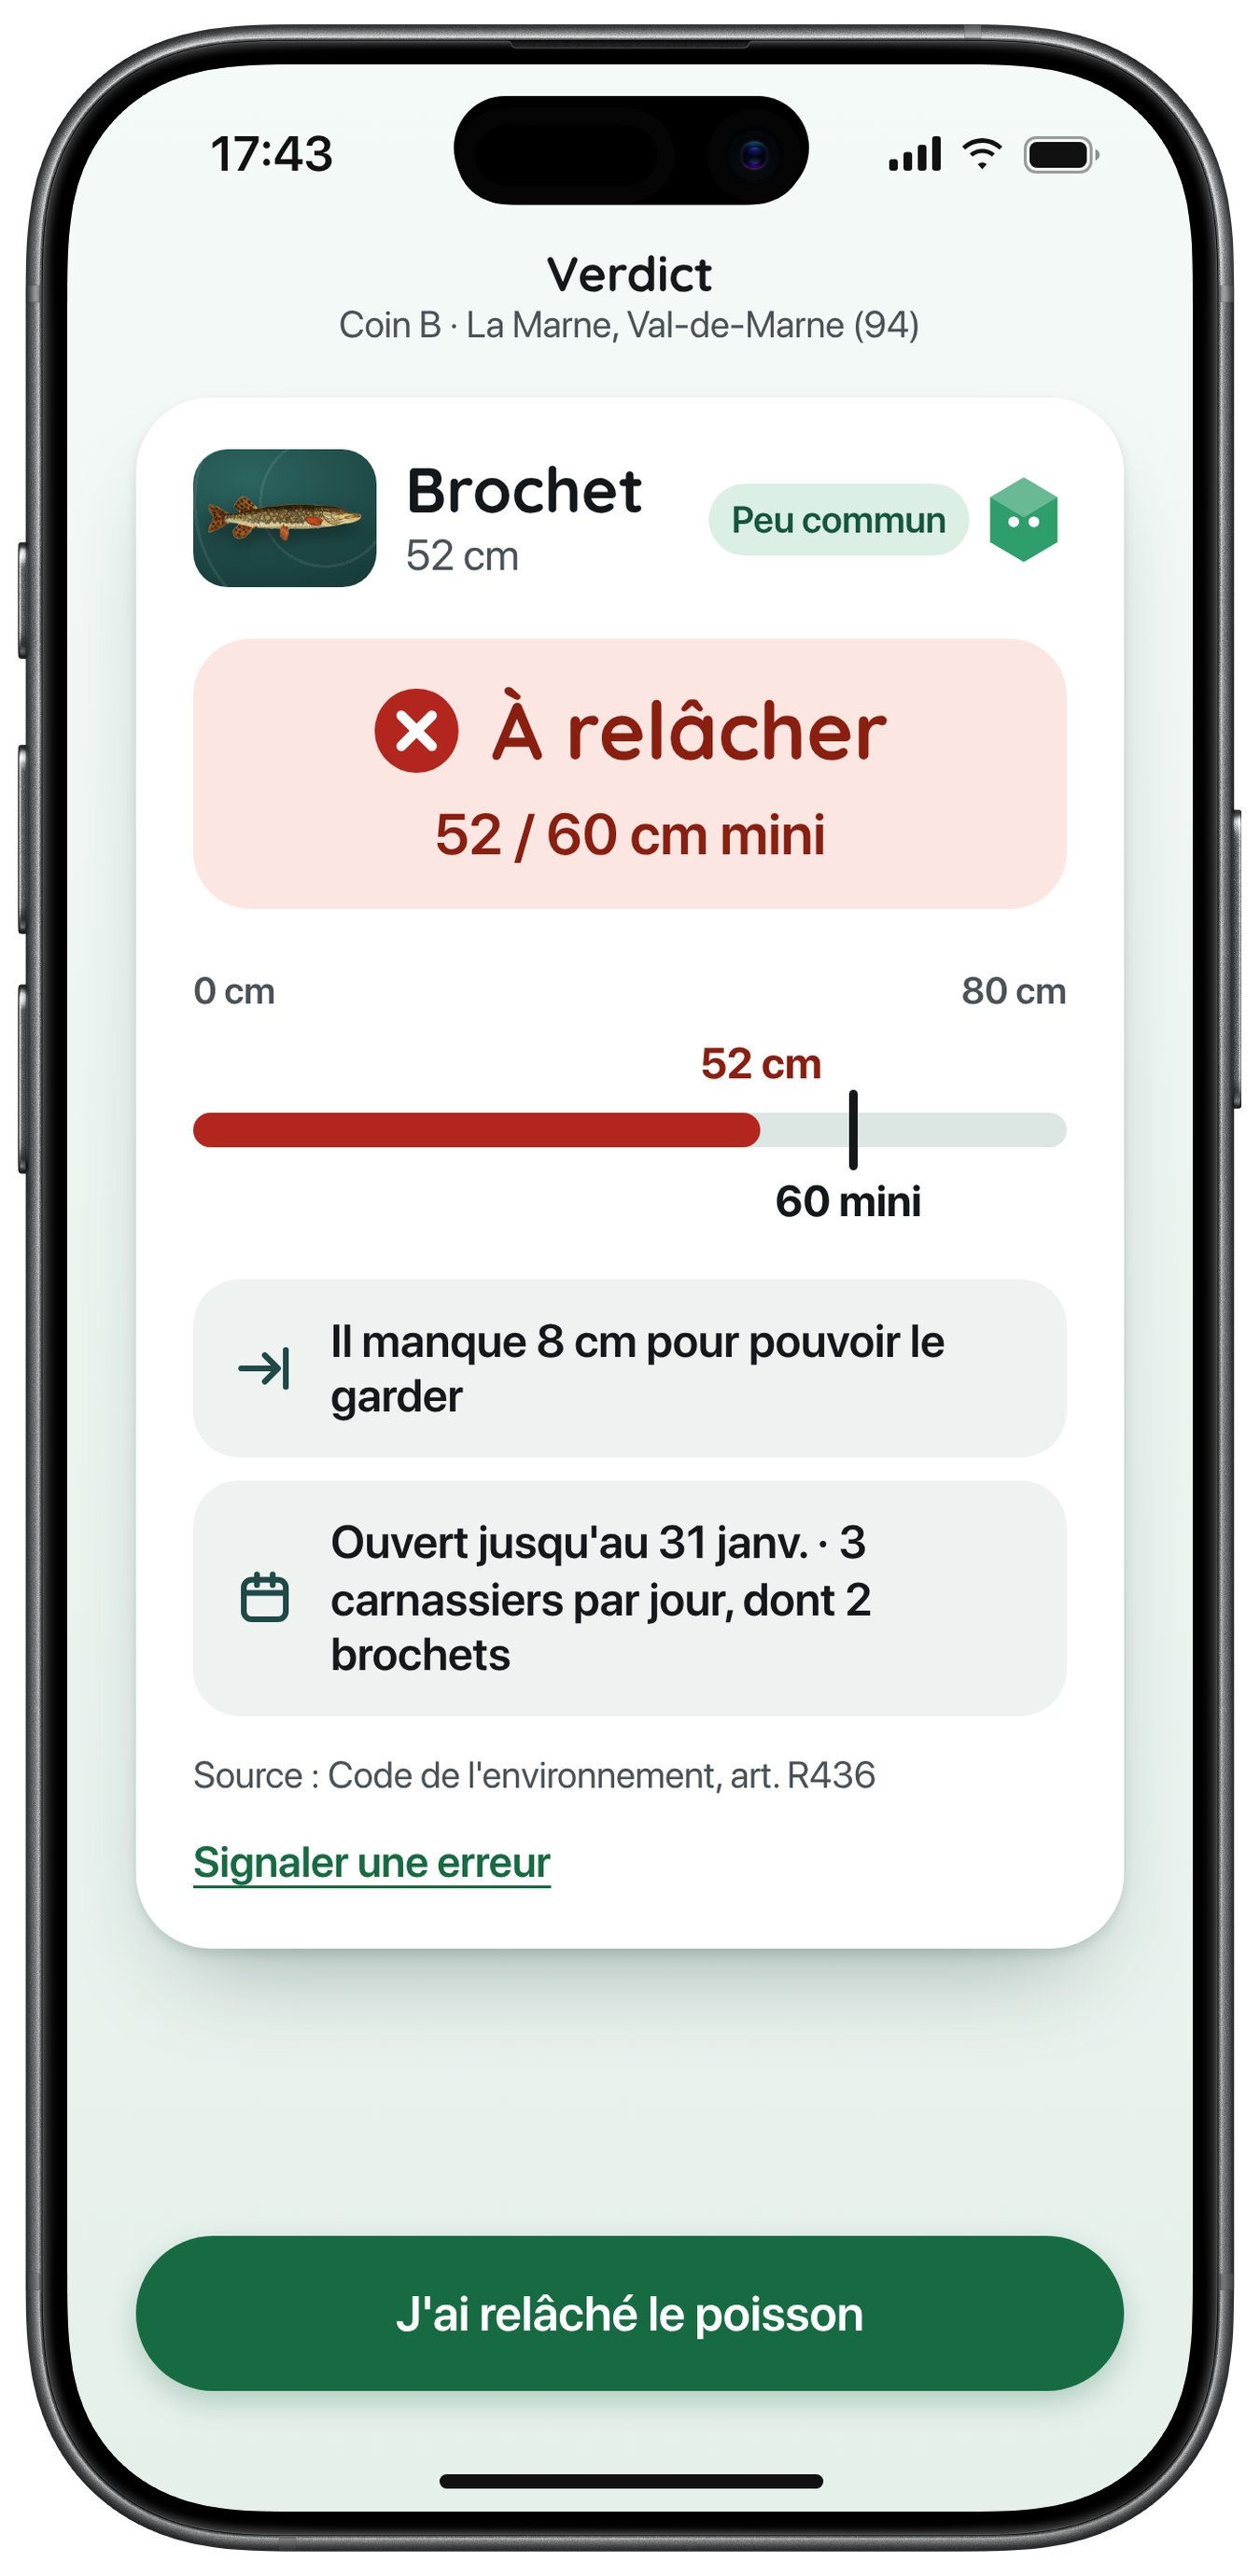 17:43
Verdict
Coin B · La Marne, Val-de-Marne (94)
Brochet
52 cm
Peu commun
À relâcher
52 / 60 cm mini
0 cm
80 cm
52 cm
60 mini
Il manque 8 cm pour pouvoir le
garder
Ouvert jusqu'au 31 janv. · 3
carnassiers par jour, dont 2
brochets
Source : Code de l'environnement, art. R436
Signaler une erreur
J'ai relâché le poisson